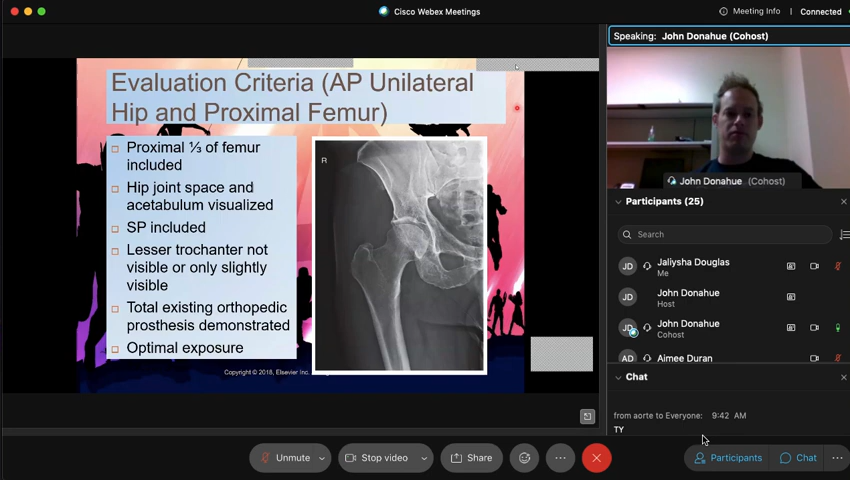 Cisco Webex Meetings
Meeting Info
Connected
Speaking: John Donahue (Cohost)
Evaluation Criteria (AP Unilateral
Hip and Proximal Femur)
Proximal ⅓ of femur
included
Hip joint space and
acetabulum visualized
SP included
Lesser trochanter not
visible or only slightly
visible
Total existing orthopedic
prosthesis demonstrated
Optimal exposure
R
Copyright © 2018, Elsevier Inc.
John Donahue (Cohost)
Participants (25)
Search
JD
Jaliysha Douglas
Me
JD
John Donahue
Host
JD
John Donahue
Cohost
AD
Aimee Duran
Chat
from aorte to Everyone: 9:42 AM
TY
Unmute
Stop video
Share
Participants
Chat